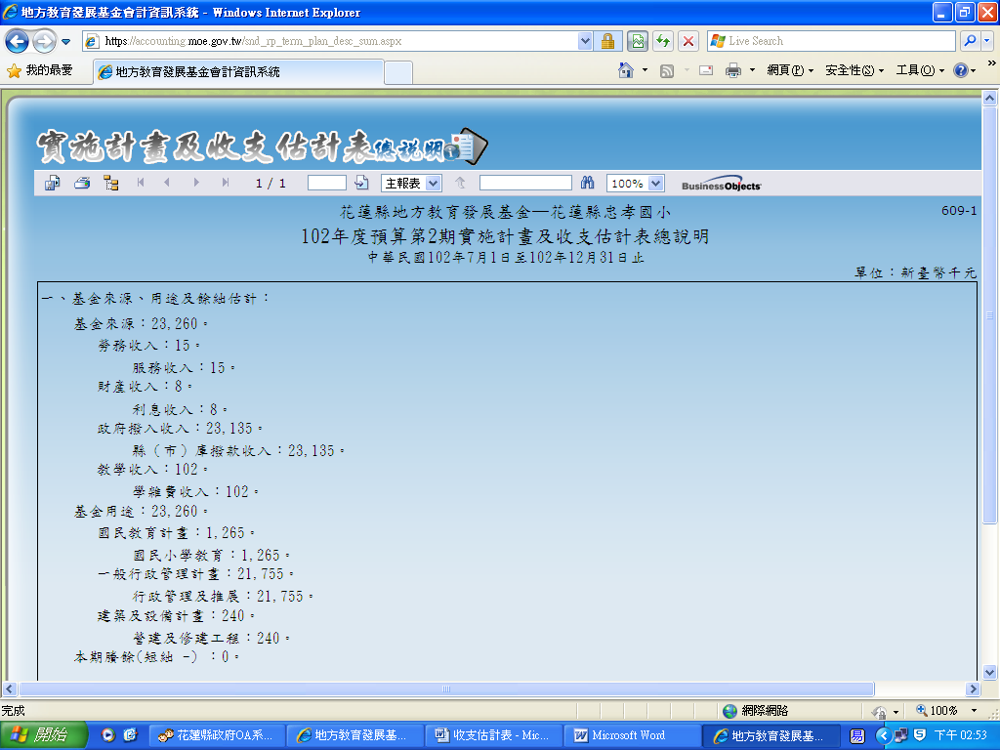 地方教育發展基金會計資訊系統 - Windows Internet Explorer
https://accounting.moe.gov.tw/snd_rp_term_plan_desc_sum.aspx
Live Search
我的最愛
地方教育發展基金會計資訊系統
網頁(P)
安全性(S)
工具(O)
實施計畫及收支估計表總說明
1 / 1
主報表
100%
BusinessObjects
花蓮縣地方教育發展基金—花蓮縣忠孝國小
609-1
102年度預算第2期實施計畫及收支估計表總說明
中華民國102年7月1日至102年12月31日止
單位：新臺幣千元
一、基金來源、用途及餘絀估計：
基金來源：23,260。
勞務收入：15。
服務收入：15。
財產收入：8。
利息收入：8。
政府撥入收入：23,135。
縣（市）庫撥款收入：23,135。
教學收入：102。
學雜費收入：102。
基金用途：23,260。
國民教育計畫：1,265。
國民小學教育：1,265。
一般行政管理計畫：21,755。
行政管理及推展：21,755。
建築及設備計畫：240。
營建及修建工程：240。
本期賸餘(短絀 -) ：0。
完成
網際網路
100%
開始
花蓮縣政府OA系...
地方教育發展基...
收支估計表 - Mic...
Microsoft Word
地方教育發展基...
下午 02:53